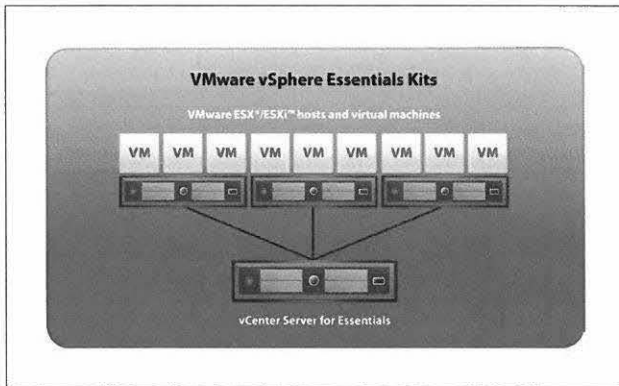 VMware vSphere Essentials Kits
VMware ESX®/ESXi™ hosts and virtual machines
VM VM VM VM VM VM VM VM VM
vCenter Server for Essentials